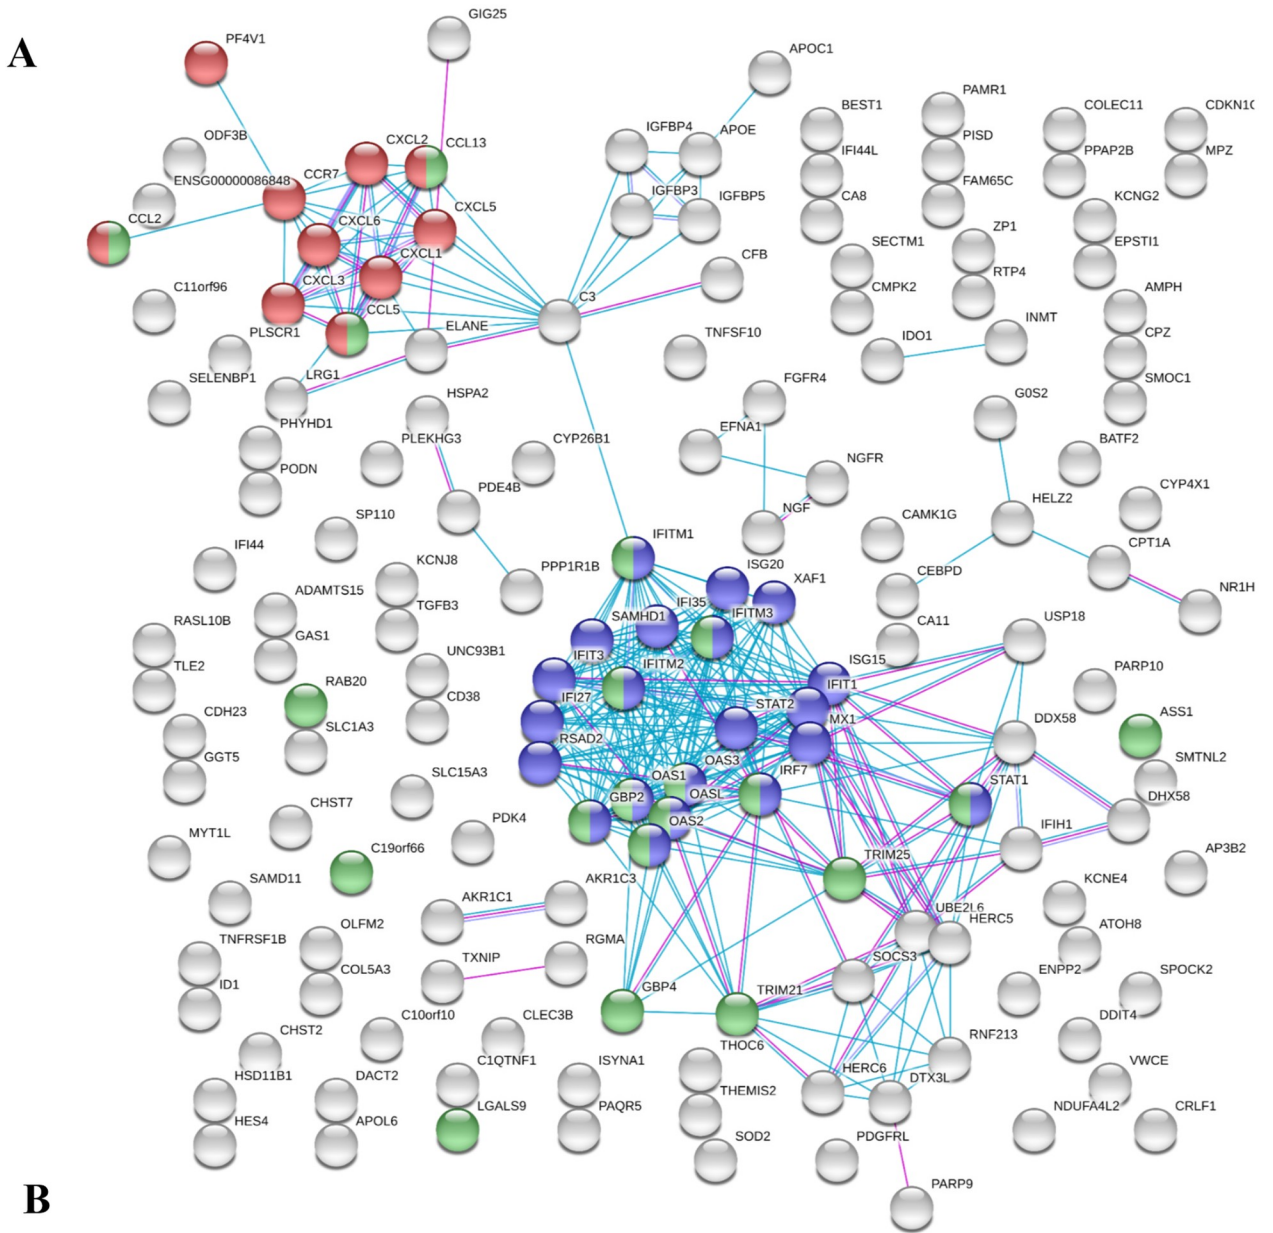 A
PF4V1
GIG25
APOC1
ODF3B
CXCL2
CCL13
IGFBP4
APOE
BEST1
PAMR1
COLEC11
CDKN1C
IFI44L
PISD
PPAP2B
MPZ
ENSG00000086848
CCR7
IGFBP3
IGFBP5
CA8
FAM65C
KCNG2
CCL2
CXCL6
CXCL5
ZP1
EPSTI1
CXCL1
CFB
SECTM1
RTP4
C11orf96
CXCL3
C3
CMPK2
AMPH
CCL5
PLSCR1
ELANE
TNFSF10
IDO1
INMT
CPZ
SELENBP1
LRG1
SMOC1
HSPA2
FGFR4
G0S2
PHYHD1
PLEKHG3
CYP26B1
EFNA1
BATF2
PODN
PDE4B
NGFR
CYP4X1
SP110
NGF
HELZ2
CAMK1G
IFI44
IFITM1
CPT1A
KCNJ8
PPP1R1B
ISG20
XAF1
CEBPD
NR1H
ADAMTS15
TGFB3
IFI35
IFITM3
RASL10B
SAMHD1
CA11
USP18
GAS1
UNC93B1
IFIT3
IFITM2
ISG15
TLE2
RAB20
CD38
IFI27
IFIT1
PARP10
STAT2
CDH23
SLC1A3
MX1
DDX58
ASS1
RSAD2
GGT5
SLC15A3
OAS3
SMTNL2
OAS1
IRF7
STAT1
CHST7
GBP2
OASL
DHX58
MYT1L
PDK4
OAS2
IFIH1
C19orf66
TRIM25
AP3B2
SAMD11
AKR1C1
AKR1C3
KCNE4
UBE2L6
HERC5
TNFRSF1B
OLFM2
ATOH8
TXNIP
RGMA
SOCS3
ID1
COL5A3
ENPP2
SPOCK2
GBP4
TRIM21
CHST2
C10orf10
CLEC3B
DDIT4
RNF213
THOC6
HSD11B1
DACT2
C1QTNF1
ISYNA1
HERC6
DTX3L
VWCE
THEMIS2
HES4
APOL6
LGALS9
PAQR5
NDUFA4L2
CRLF1
SOD2
PDGFRL
PARP9
B